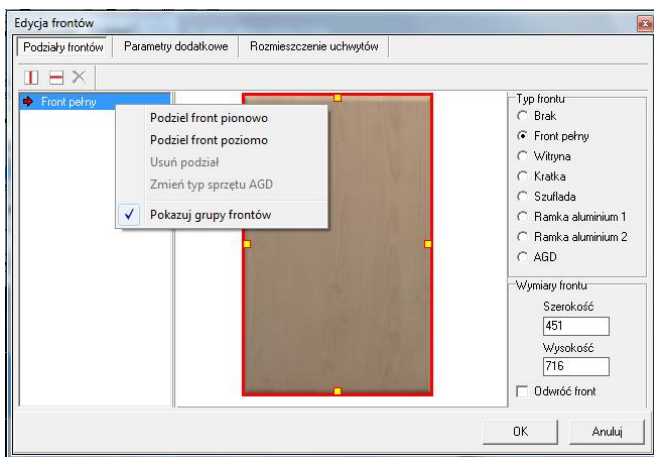 Edycja frontów
Podziały frontów
Parametry dodatkowe
Rozmieszczenie uchwytów
Front pełny
Podziel front pionowo
Podziel front poziomo
Usuń podział
Zmień typ sprzętu AGD
Pokazuj grupy frontów
Typ frontu
Brak
Front pełny
Witryna
Kratka
Szuflada
Ramka aluminium 1
Ramka aluminium 2
AGD
Wymiary frontu
Szerokość
451
Wysokość
716
Odwróć front
OK
Anuluj